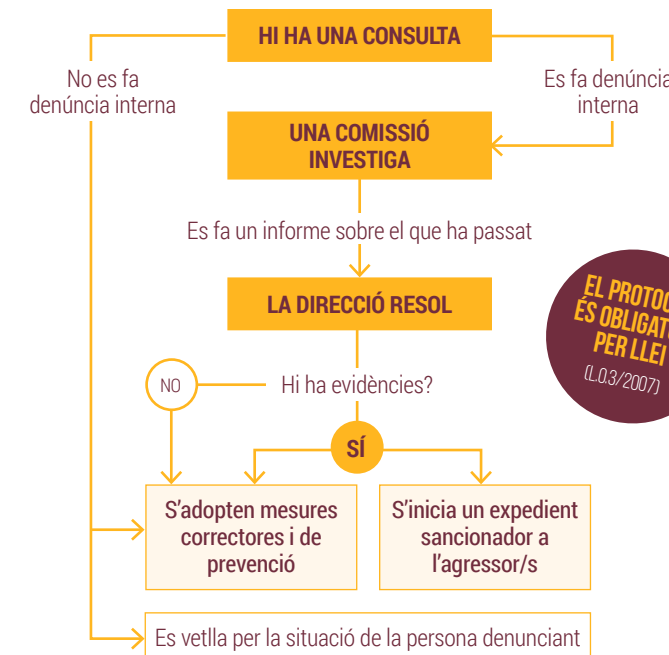 HI HA UNA CONSULTA
No es fa
denúncia interna
Es fa denúncia
interna
UNA COMISSIÓ
INVESTIGA
Es fa un informe sobre el que ha passat
LA DIRECCIÓ RESOL
EL
ÉS
PER LLEI
(L.O.3/2007)
NO
Hi ha evidències?
SÍ
S'adopten mesures
correctores i de
prevenció
S'inicia un expedient
sancionador a
l'agressor/s
Es vetlla per la situació de la persona denunciant